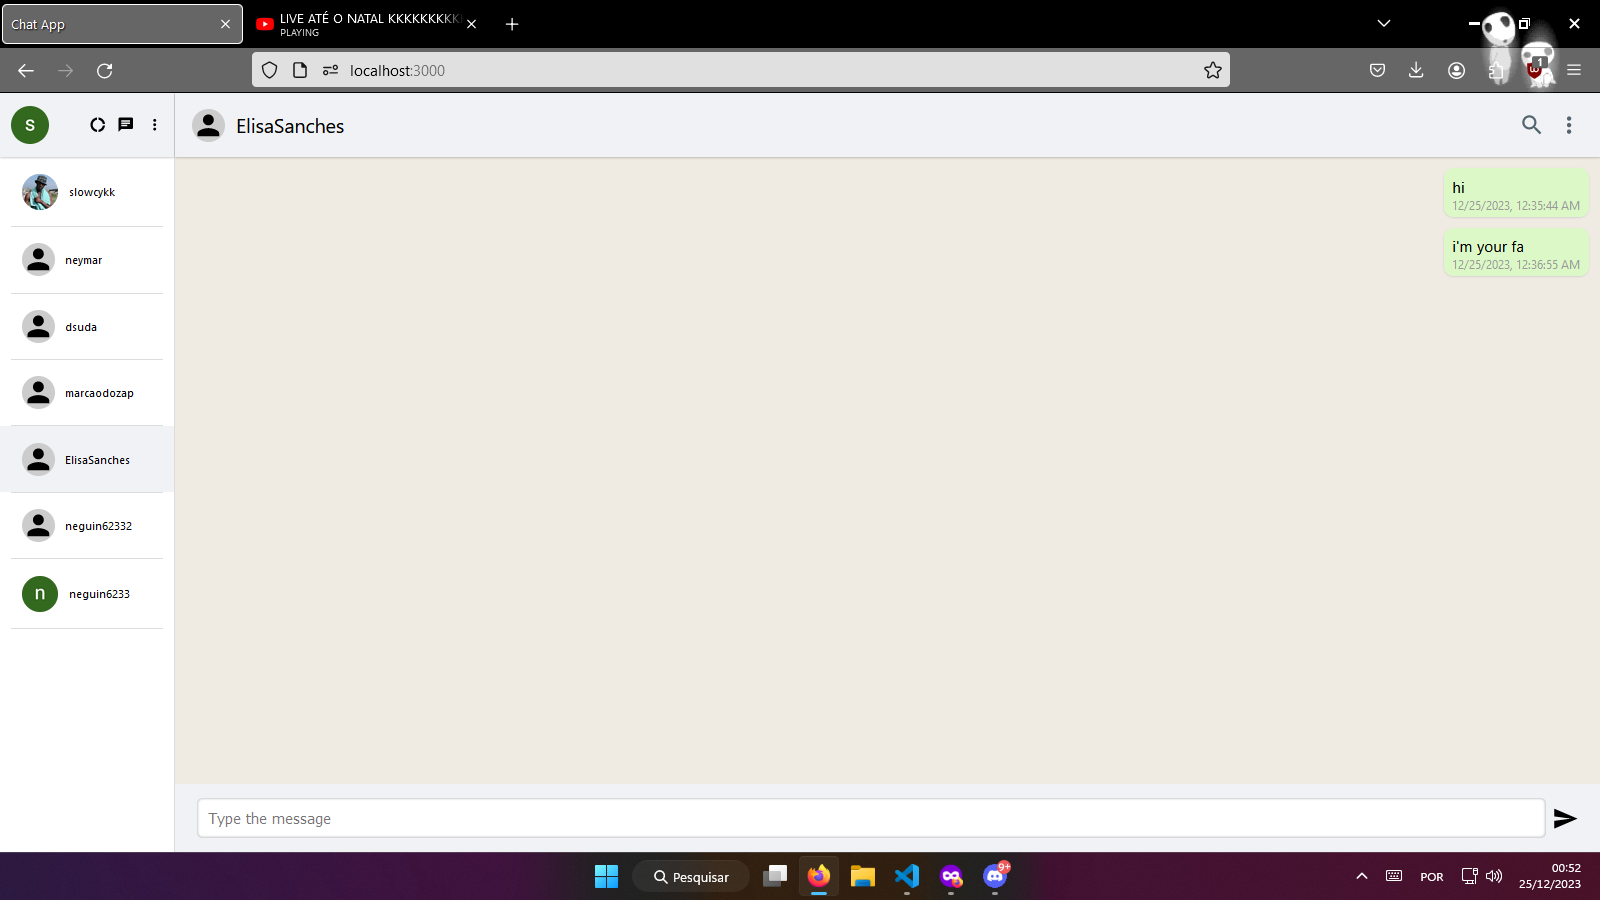 Chat App
LIVE ATÉ O NATAL KKKKKKKKK
PLAYING
localhost:3000
1
S
ElisaSanches
slowcykk
neymar
dsuda
marcaodozap
ElisaSanches
neguin62332
n
neguin6233
hi
12/25/2023, 12:35:44 AM
i'm your fa
12/25/2023, 12:36:55 AM
Type the message
Pesquisar
9+
POR
00:52
25/12/2023